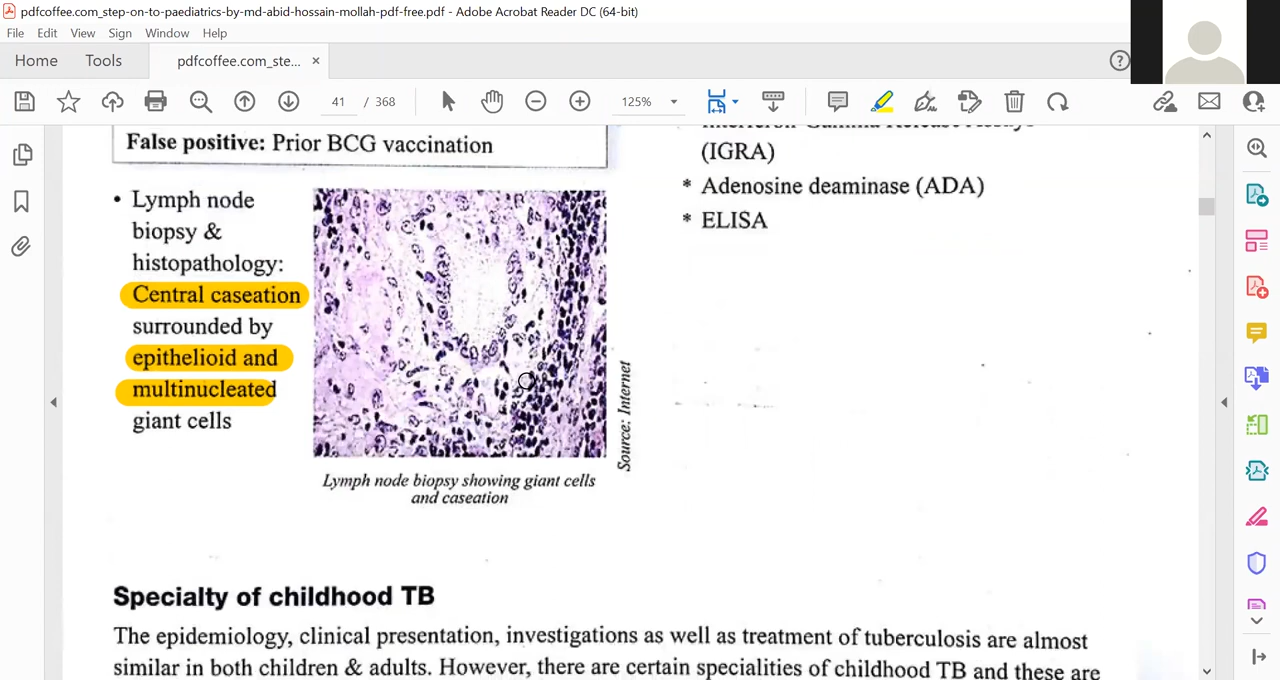 pdfcoffee.com_step-on-to-paediatrics-by-md-abid-hossain-mollah-pdf-free.pdf - Adobe Acrobat Reader DC (64-bit)
File Edit View Sign Window Help
Home Tools pdfcoffee.com_ste... ×
41 / 368 125%
False positive: Prior BCG vaccination
• Lymph node
biopsy &
histopathology:
Central caseation
surrounded by
epithelioid and
multinucleated
giant cells
Source: Internet
Lymph node biopsy showing giant cells
and caseation
Interferon Gamma Release Assays
(IGRA)
* Adenosine deaminase (ADA)
* ELISA
Specialty of childhood TB
The epidemiology, clinical presentation, investigations as well as treatment of tuberculosis are almost
similar in both children & adults. However, there are certain specialities of childhood TB and these are